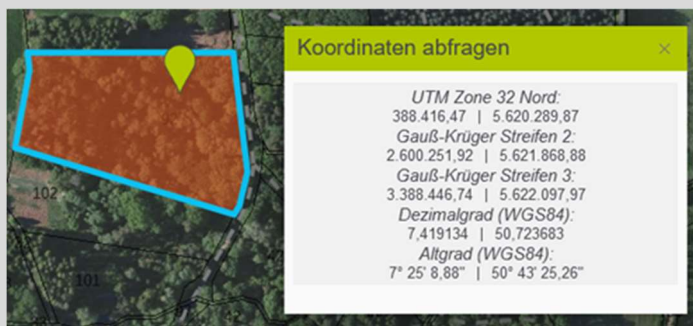 Koordinaten abfragen ×
UTM Zone 32 Nord:
388.416,47 | 5.620.289,87
Gauß-Krüger Streifen 2:
2.600.251,92 | 5.621.868,88
Gauß-Krüger Streifen 3:
3.388.446,74 | 5.622.097,97
Dezimalgrad (WGS84):
7,419134 | 50,723683
Altgrad (WGS84):
7° 25' 8,88" | 50° 43' 25,26"
102
101